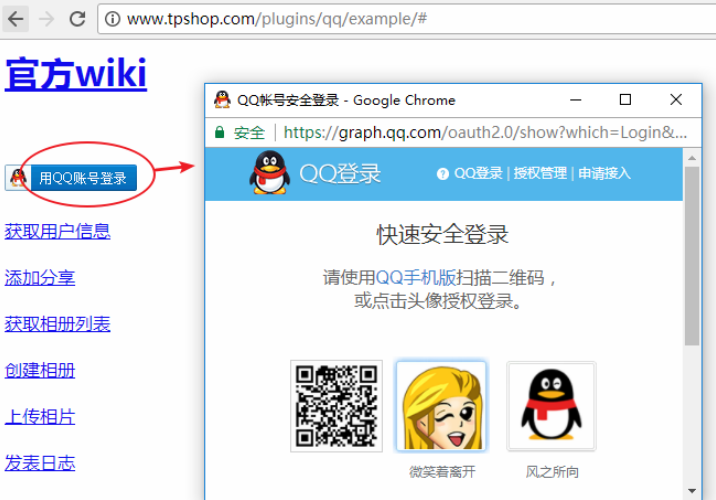 www.tpshop.com/plugins/qq/example/#
官方wiki
用QQ账号登录
获取用户信息
添加分享
获取相册列表
创建相册
上传相片
发表日志
QQ帐号安全登录 - Google Chrome
安全 | https://graph.qq.com/oauth2.0/show?which=Login&...
QQ登录
QQ登录 | 授权管理 | 申请接入
快速安全登录
请使用QQ手机版扫描二维码，
或点击头像授权登录。
微笑着离开
风之所向